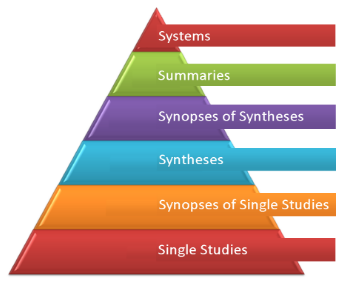 Systems
Summaries
Synopses of Syntheses
Syntheses
Synopses of Single Studies
Single Studies